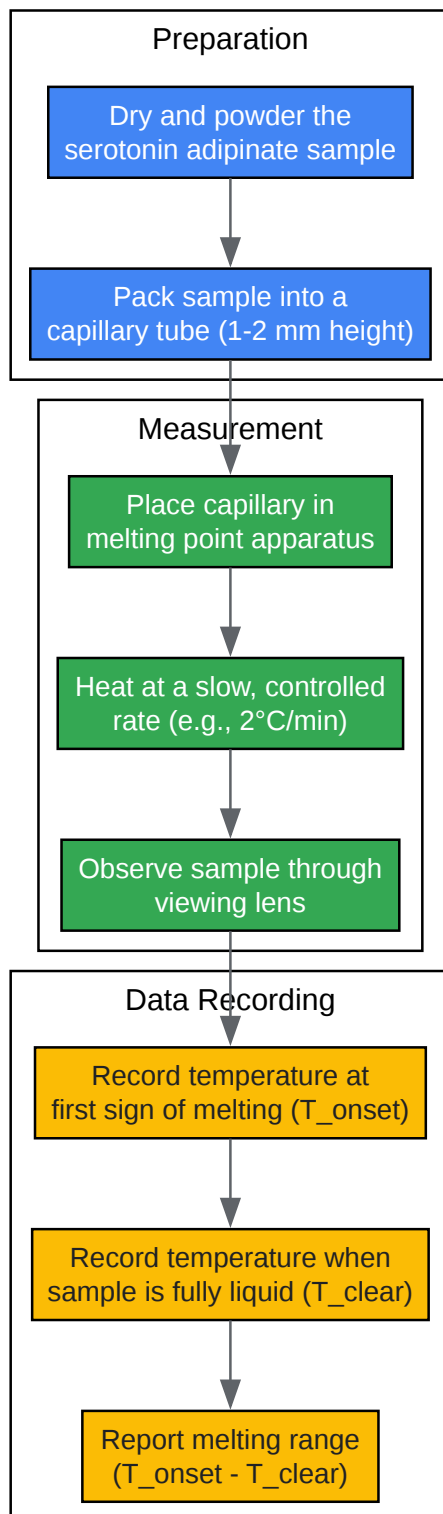 Preparation
Dry and powder the
serotonin adipinate sample
Pack sample into a
capillary tube (1-2 mm height)
Measurement
Place capillary in
melting point apparatus
Heat at a slow, controlled
rate (e.g., 2°C/min)
Observe sample through
viewing lens
Data Recording
Record temperature at
first sign of melting (T_onset)
Record temperature when
sample is fully liquid (T_clear)
Report melting range
(T_onset - T_clear)